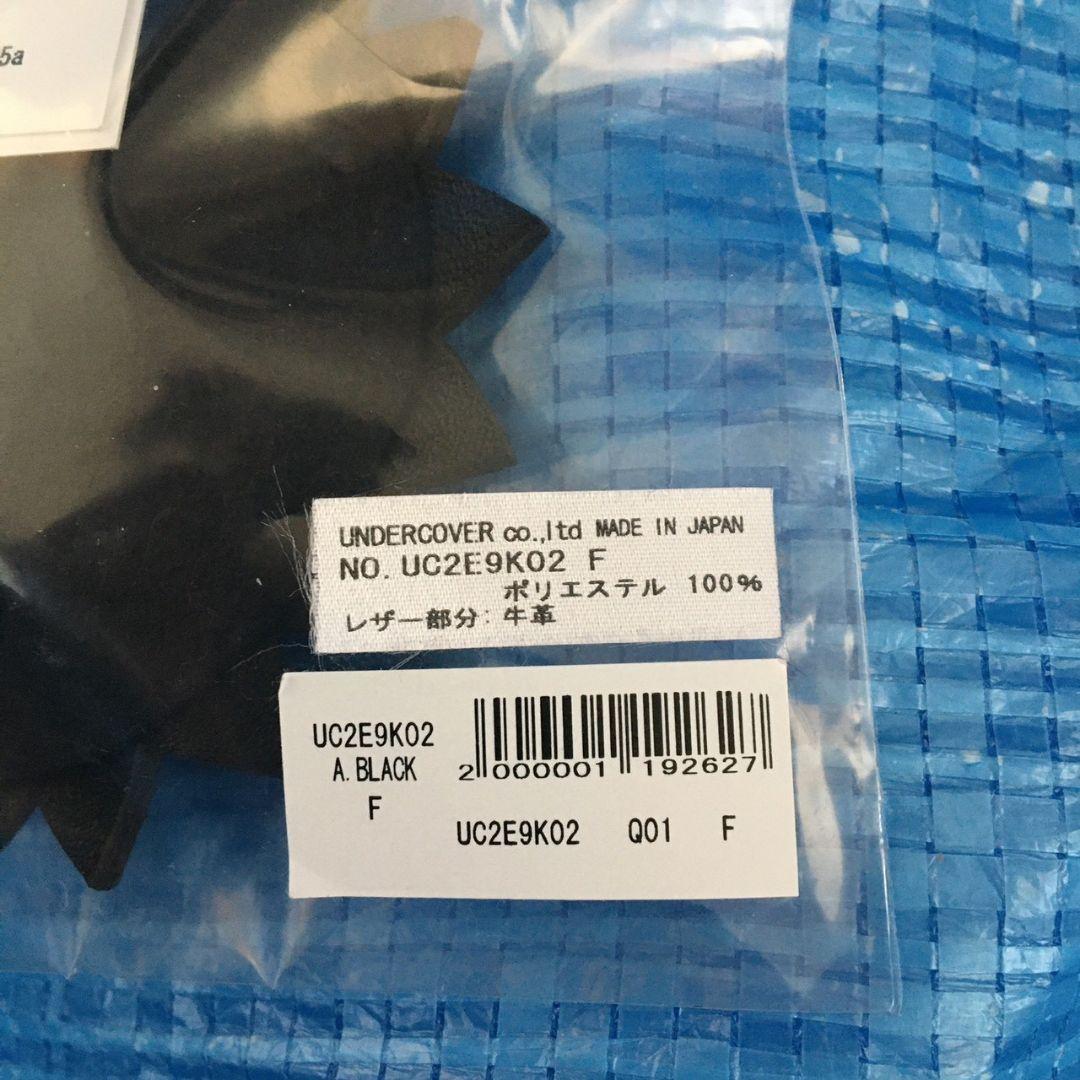 5a
UNDERCOVER co.,ltd MADE IN JAPAN
NO. UC2E9K02 F
ポリエステル 100%
レザー部分: 牛革
UC2E9K02
A.BLACK
F
2 000001 192627
UC2E9K02 Q01 F